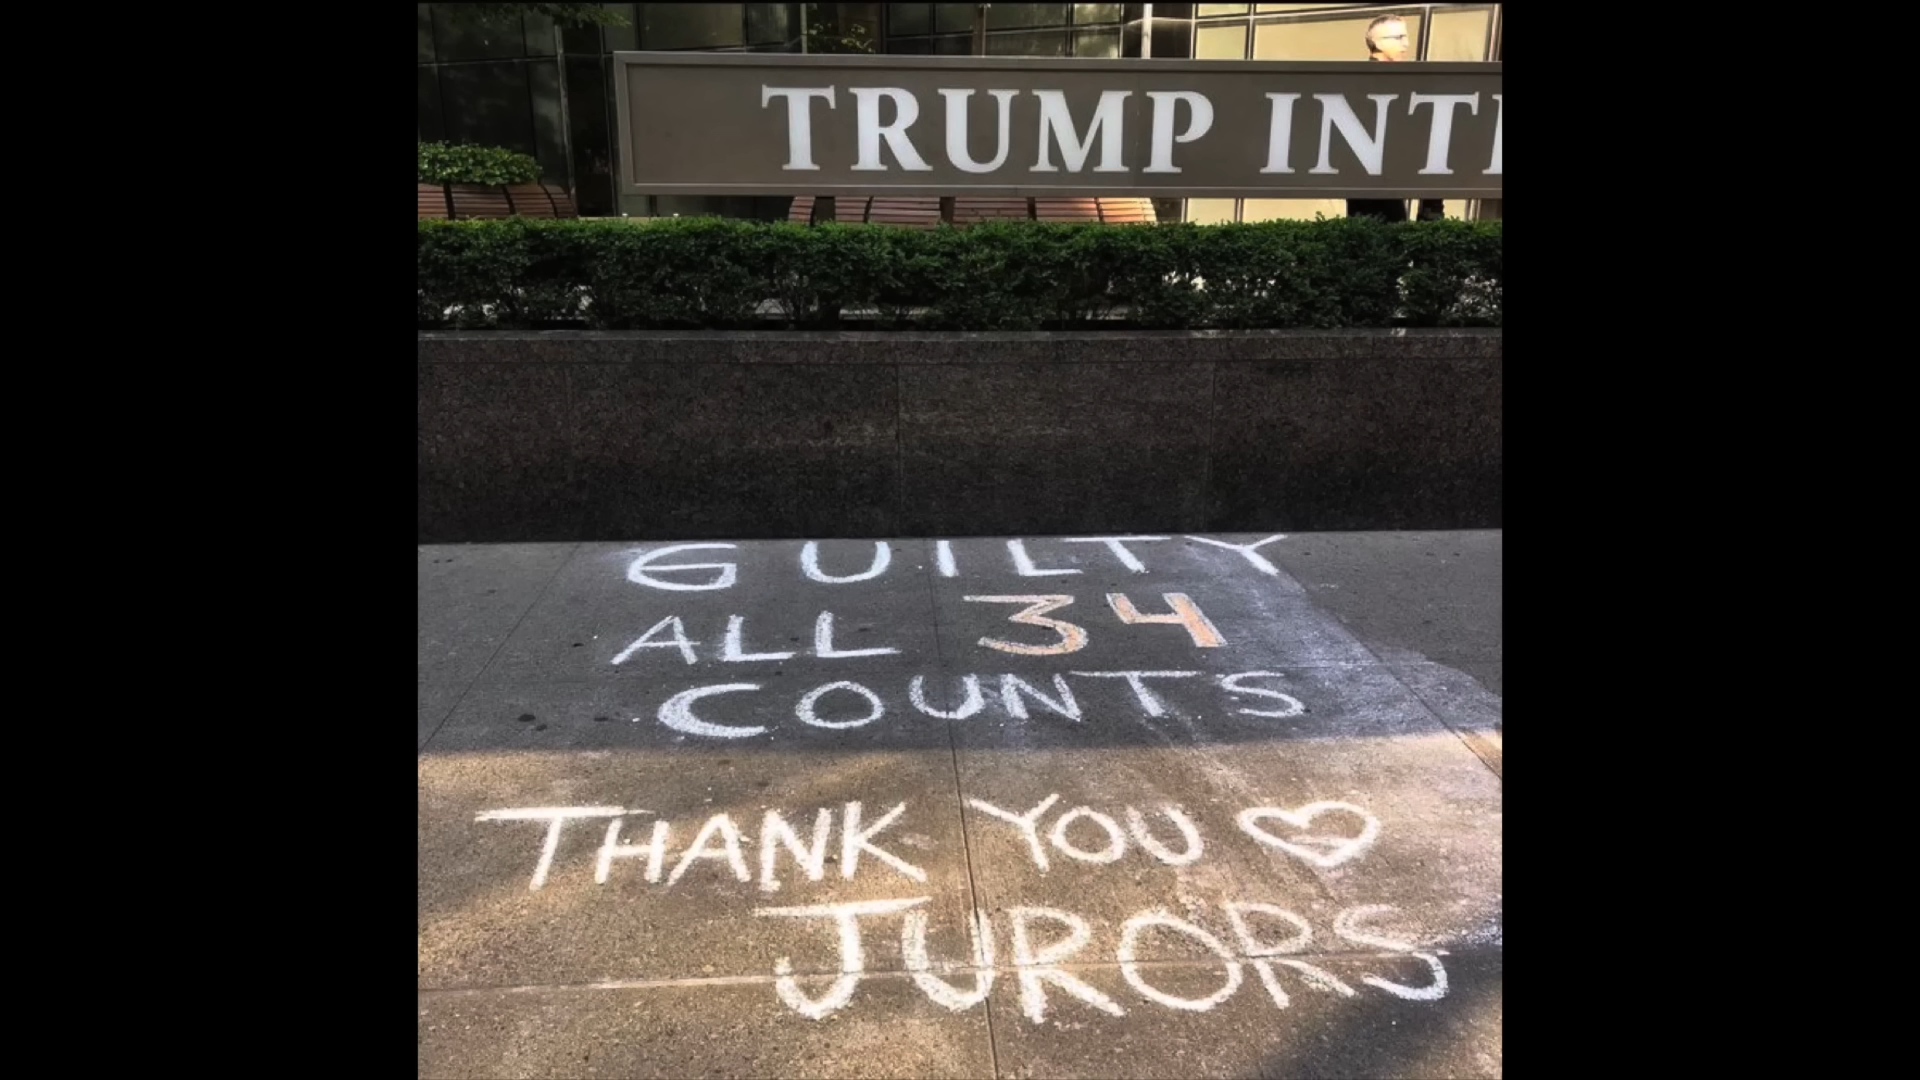 TRUMP INT
GUILTY
ALL 34
COUNTS
THANK YOU
JURORS